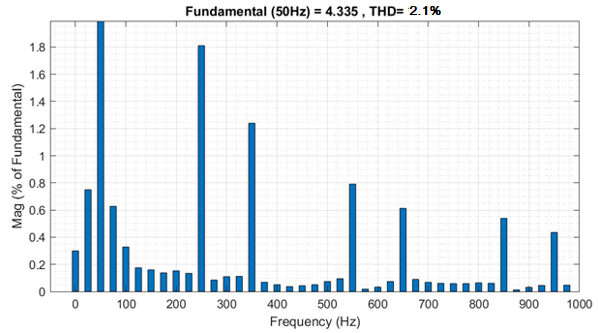 Fundamental (50Hz) = 4.335 , THD= 2.1%
Mag (% of Fundamental)
1.8
1.6
1.4
1.2
1
0.8
0.6
0.4
0.2
0
0 100 200 300 400 500 600 700 800 900 1000
Frequency (Hz)